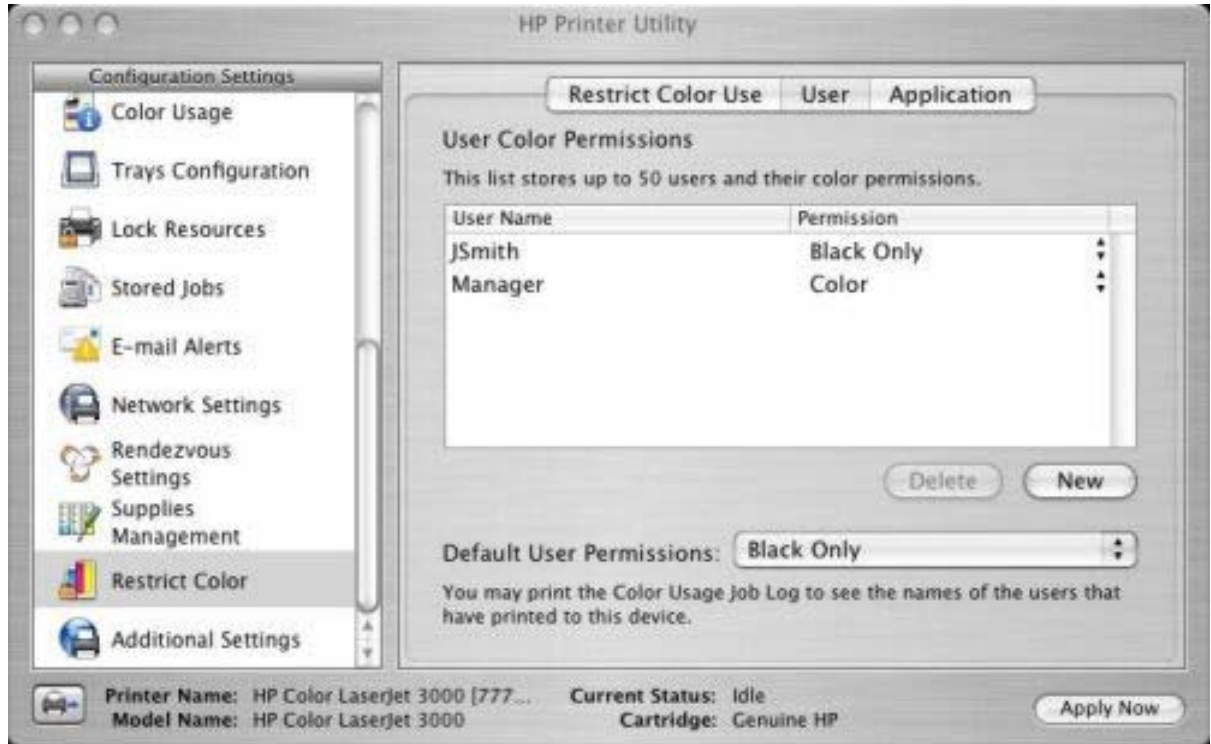 HP Printer Utility
Configuration Settings
Color Usage
Trays Configuration
Lock Resources
Stored Jobs
E-mail Alerts
Network Settings
Rendezvous
Settings
Supplies
Management
Restrict Color
Additional Settings
Restrict Color Use User Application
User Color Permissions
This list stores up to 50 users and their color permissions.
User Name Permission
JSmith Black Only
Manager Color
Delete New
Default User Permissions: Black Only
You may print the Color Usage Job Log to see the names of the users that
have printed to this device.
Printer Name: HP Color LaserJet 3000 [777... Current Status: Idle
Model Name: HP Color LaserJet 3000 Cartridge: Genuine HP
Apply Now